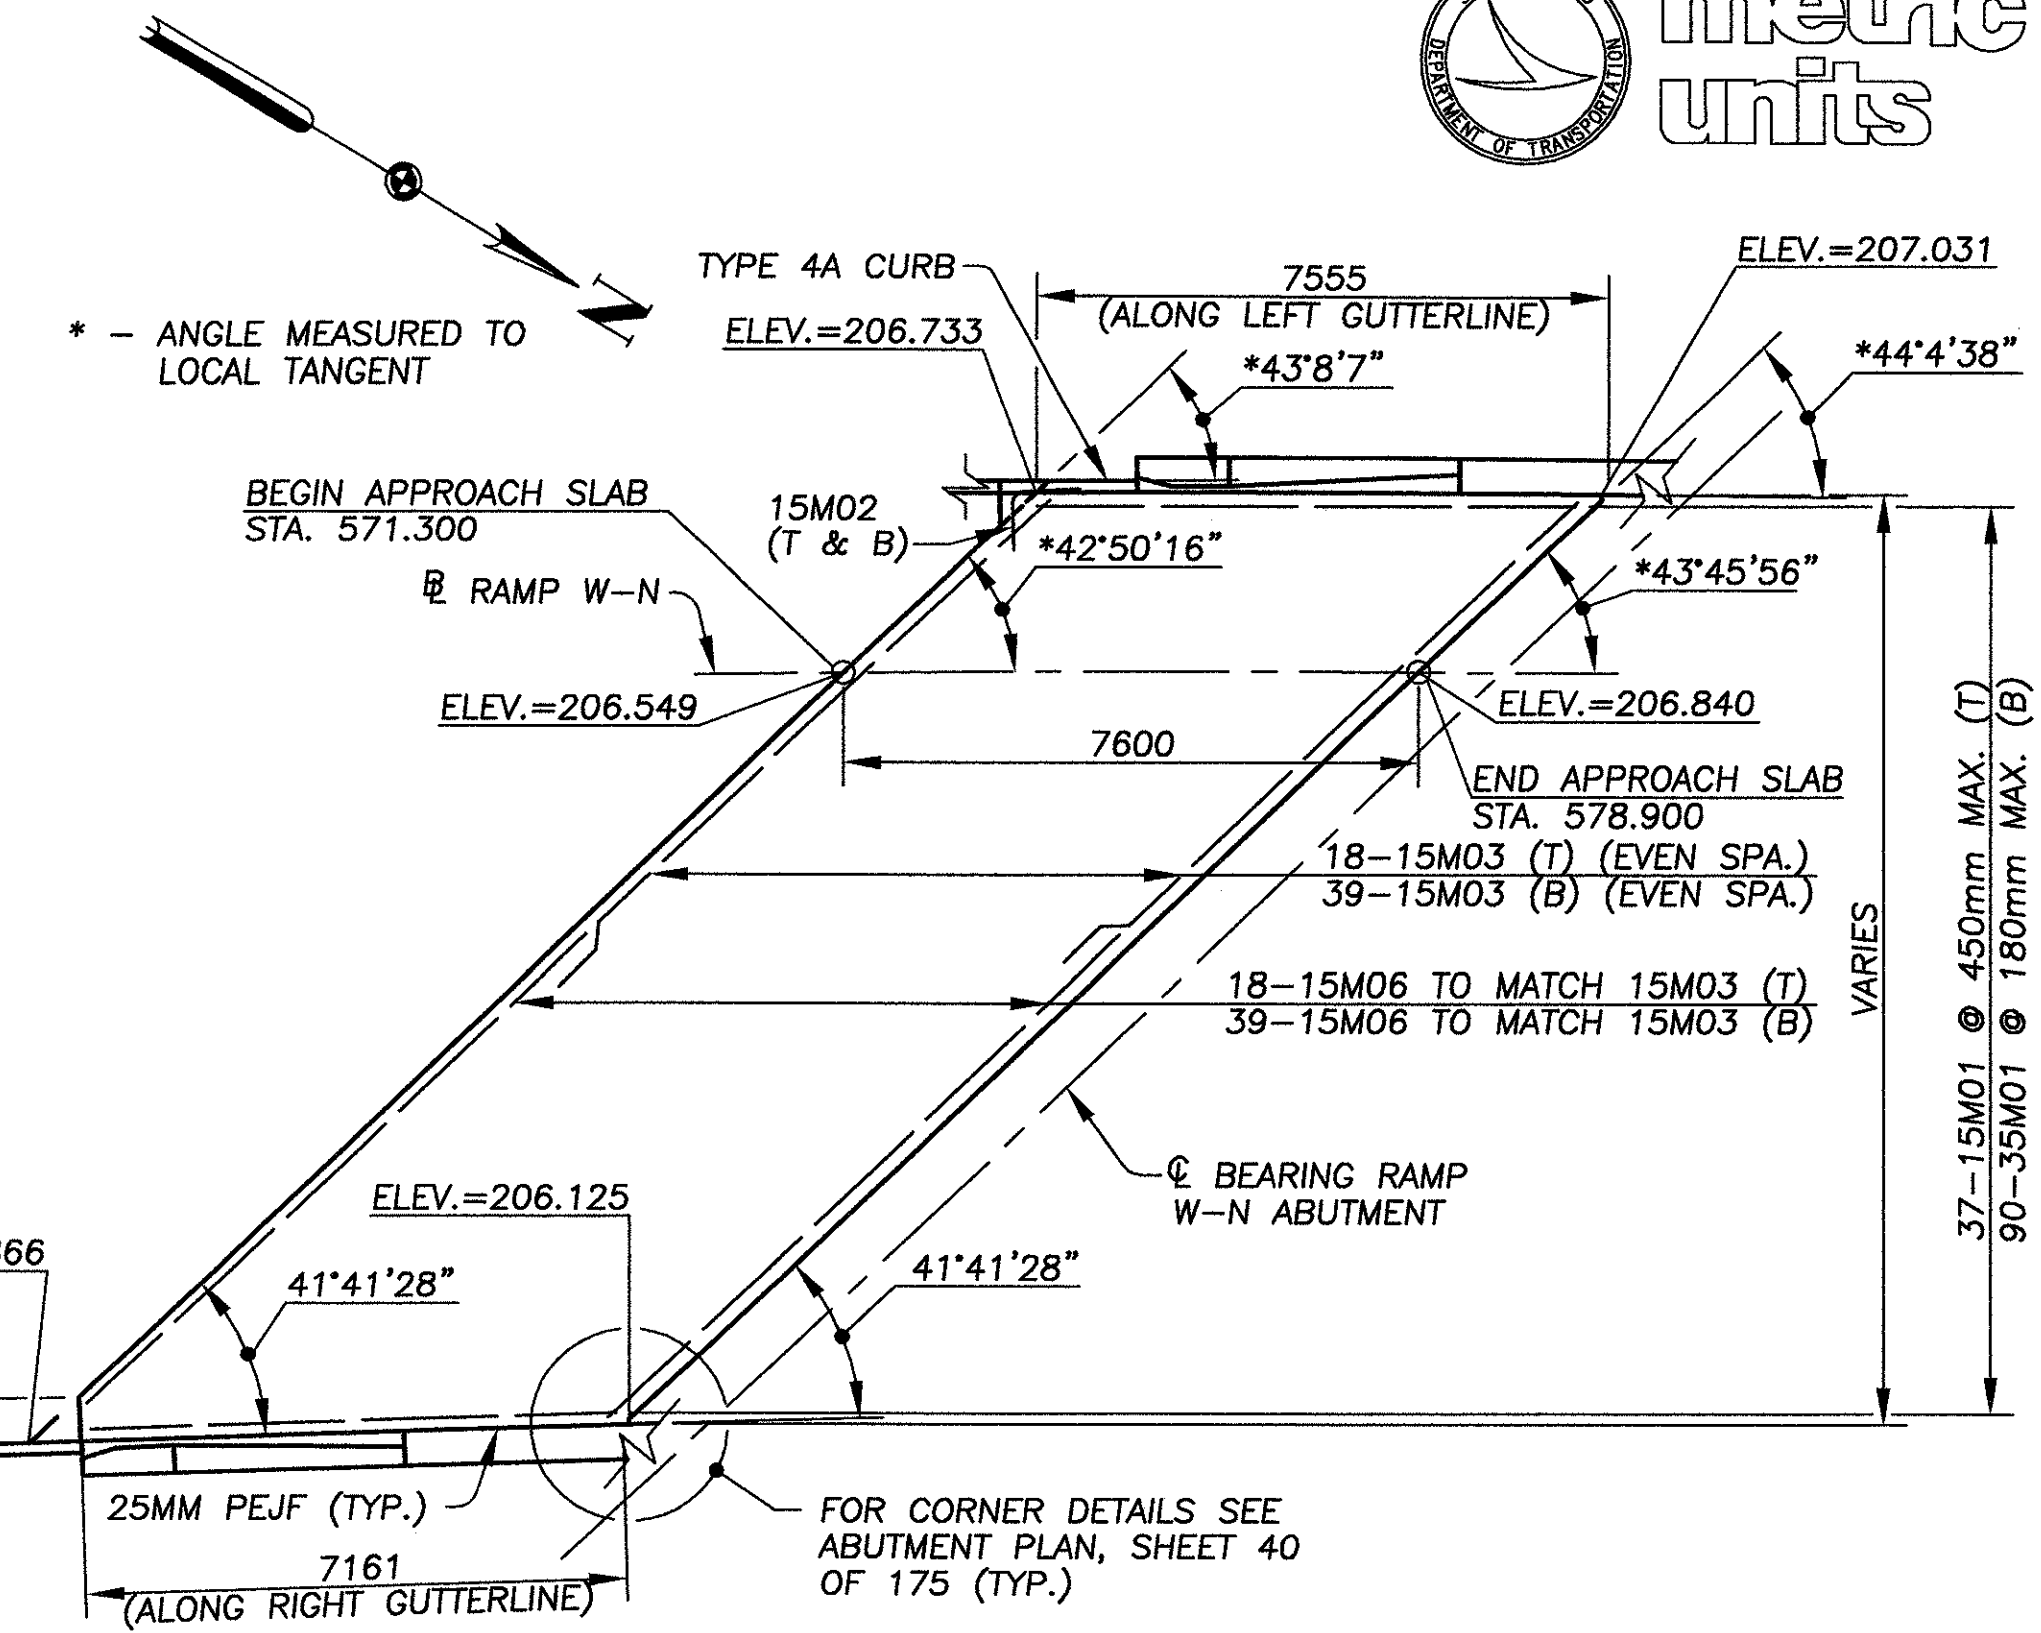 metric
units
DEPARTMENT OF TRANSPORTATION
N
* - ANGLE MEASURED TO
LOCAL TANGENT
TYPE 4A CURB
ELEV.=206.733
7555
(ALONG LEFT GUTTERLINE)
ELEV.=207.031
*43°8'7"
*44°4'38"
BEGIN APPROACH SLAB
STA. 571.300
15M02
(T & B)
*42°50'16"
*43°45'56"
℄ RAMP W-N
ELEV.=206.549
ELEV.=206.840
7600
END APPROACH SLAB
STA. 578.900
18-15M03 (T) (EVEN SPA.)
39-15M03 (B) (EVEN SPA.)
18-15M06 TO MATCH 15M03 (T)
39-15M06 TO MATCH 15M03 (B)
VARIES
37-15M01 @ 450mm MAX. (T)
90-35M01 @ 180mm MAX. (B)
℄ BEARING RAMP
W-N ABUTMENT
ELEV.=206.125
66
41°41'28"
41°41'28"
25MM PEJF (TYP.)
7161
(ALONG RIGHT GUTTERLINE)
FOR CORNER DETAILS SEE
ABUTMENT PLAN, SHEET 40
OF 175 (TYP.)